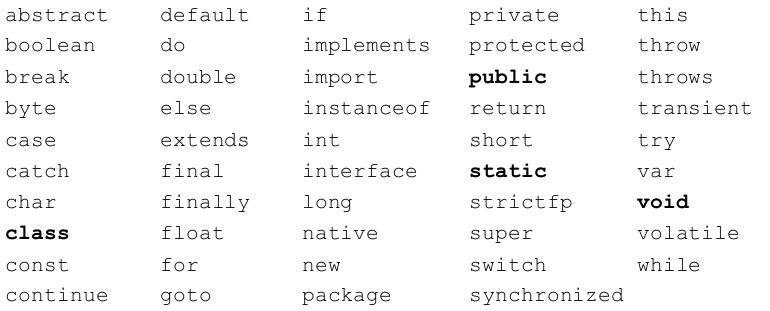 abstract default if private this
boolean do implements protected throw
break double import public throws
byte else instanceof return transient
case extends int short try
catch final interface static var
char finally long strictfp void
class float native super volatile
const for new switch while
continue goto package synchronized